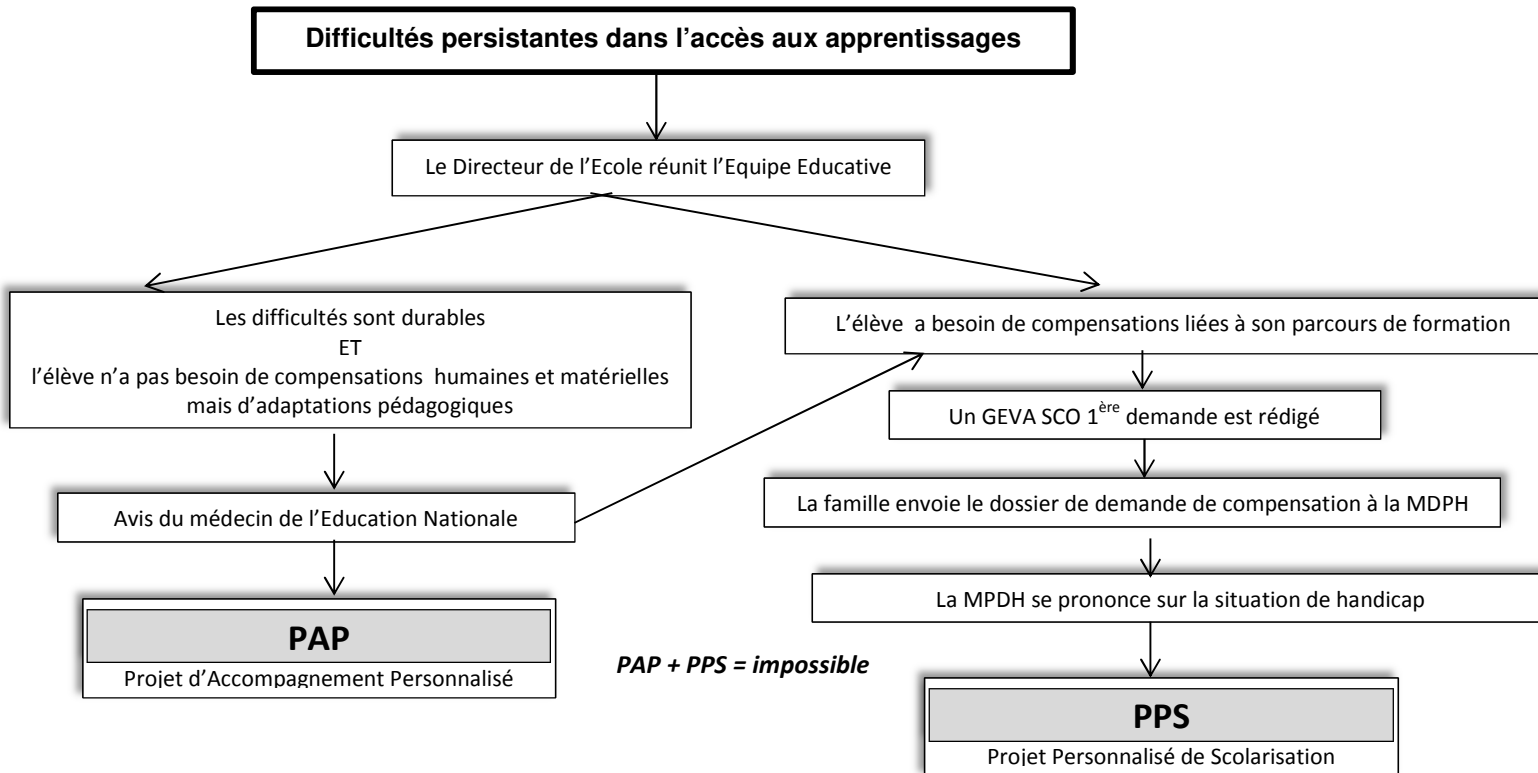 Difficultés persistantes dans l’accès aux apprentissages
Le Directeur de l’Ecole réunit l’Equipe Educative
Les difficultés sont durables
ET
l’élève n’a pas besoin de compensations humaines et matérielles
mais d’adaptations pédagogiques
Avis du médecin de l’Education Nationale
PAP
Projet d’Accompagnement Personnalisé
PAP + PPS = impossible
L’élève a besoin de compensations liées à son parcours de formation
Un GEVA SCO 1ère demande est rédigé
La famille envoie le dossier de demande de compensation à la MDPH
La MPDH se prononce sur la situation de handicap
PPS
Projet Personnalisé de Scolarisation